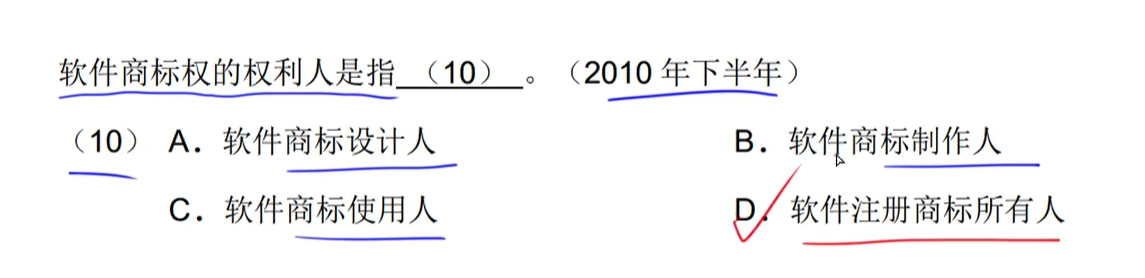 软件商标权的权利人是指 （10） 。（2010 年下半年）
（10） A．软件商标设计人 B．软件商标制作人
C．软件商标使用人 D．软件注册商标所有人